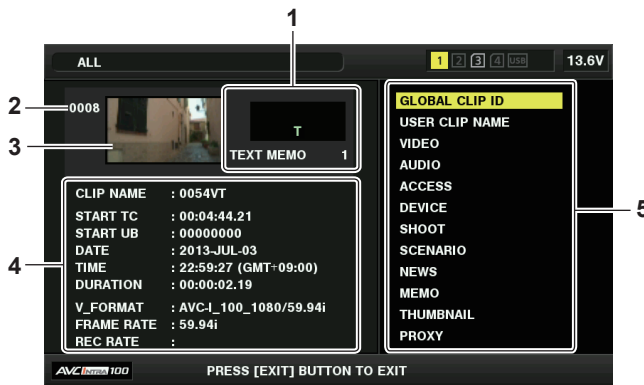 1
ALL
1 2 3 4 USB
13.6V
2
0008
3
T
TEXT MEMO 1
4
CLIP NAME : 0054VT
START TC : 00:04:44.21
START UB : 00000000
DATE : 2013-JUL-03
TIME : 22:59:27 (GMT+09:00)
DURATION : 00:00:02.19
V_FORMAT : AVC-I_100_1080/59.94i
FRAME RATE : 59.94i
REC RATE :
GLOBAL CLIP ID
USER CLIP NAME
VIDEO
AUDIO
ACCESS
DEVICE
SHOOT
SCENARIO
NEWS
MEMO
THUMBNAIL
PROXY
5
AVC INTRA 100
PRESS [EXIT] BUTTON TO EXIT